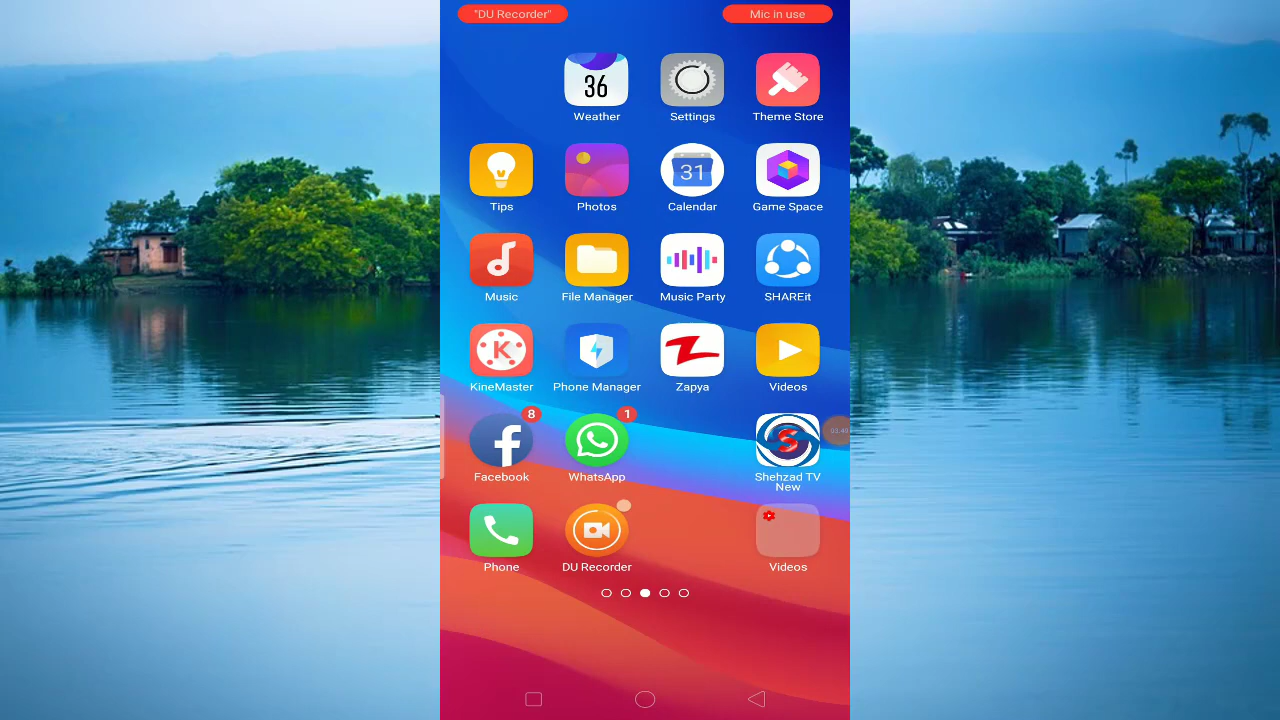 "DU Recorder"
Mic in use
36
Weather
Settings
Theme Store
Tips
Photos
31
Calendar
Game Space
Music
File Manager
Music Party
SHAREit
K
KineMaster
Phone Manager
Zapya
Videos
8
f
Facebook
1
WhatsApp
S
Shehzad TV
New
Phone
DU Recorder
Videos